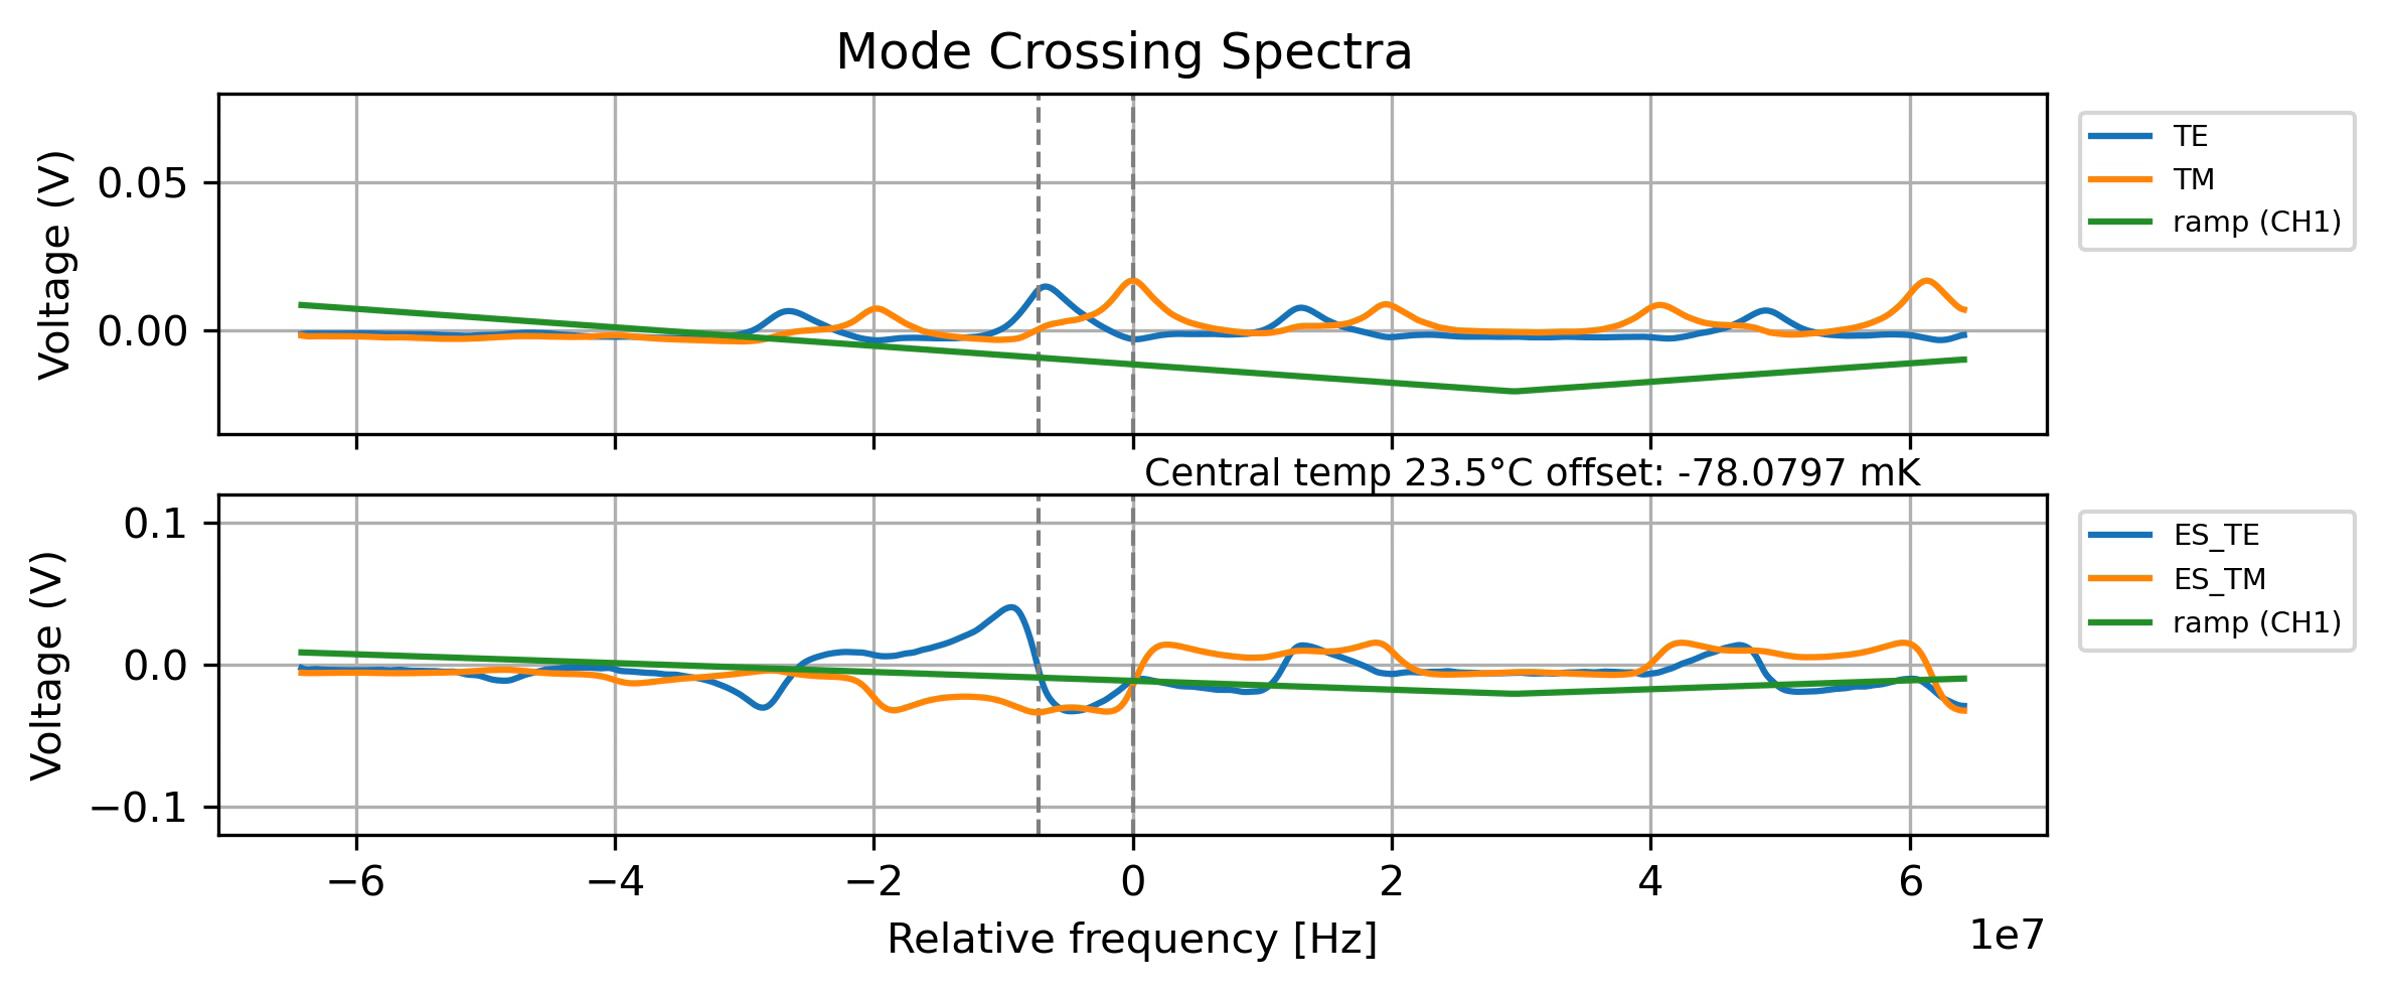 Mode Crossing Spectra
Voltage (V)
0.05
0.00
TE
TM
ramp (CH1)
Central temp 23.5°C offset: -78.0797 mK
Voltage (V)
0.1
0.0
−0.1
ES_TE
ES_TM
ramp (CH1)
−6 −4 −2 0 2 4 6
1e7
Relative frequency [Hz]